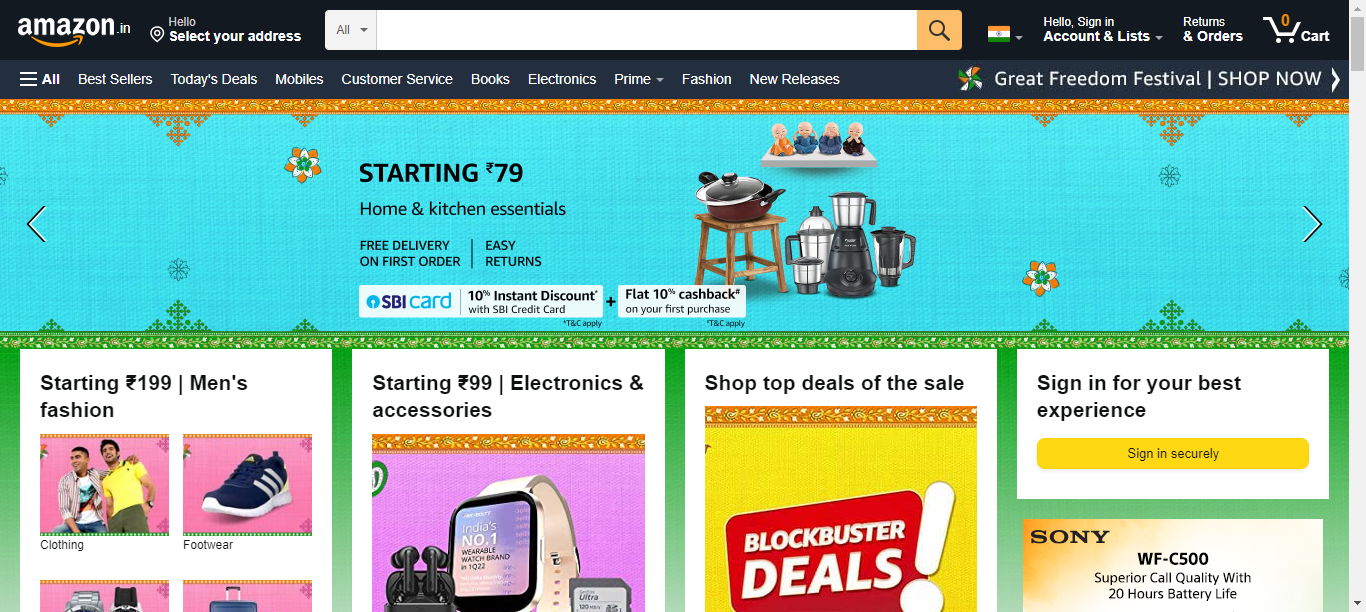 amazon.in
Hello
Select your address
All
Hello, Sign in
Account & Lists
Returns
& Orders
0
Cart
All
Best Sellers
Today's Deals
Mobiles
Customer Service
Books
Electronics
Prime
Fashion
New Releases
Great Freedom Festival | SHOP NOW
STARTING ₹79
Home & kitchen essentials
FREE DELIVERY
ON FIRST ORDER
EASY
RETURNS
SBI card
10% Instant Discount*
with SBI Credit Card
*T&C apply
+
Flat 10% cashback#
on your first purchase
*T&C apply
Starting ₹199 | Men's
fashion
Clothing
Footwear
Starting ₹99 | Electronics &
accessories
India's
NO.1
WEARABLE
WATCH BRAND
in 1Q22
Ultra
Shop top deals of the sale
BLOCKBUSTER
DEALS
Sign in for your best
experience
Sign in securely
SONY
WF-C500
Superior Call Quality With
20 Hours Battery Life